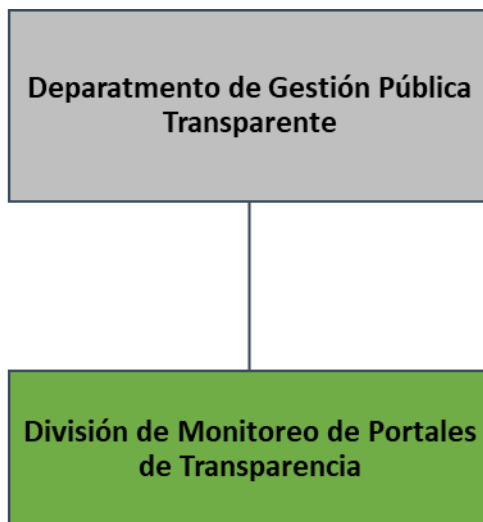 Deparatmento de Gestión Pública
Transparente
División de Monitoreo de Portales
de Transparencia